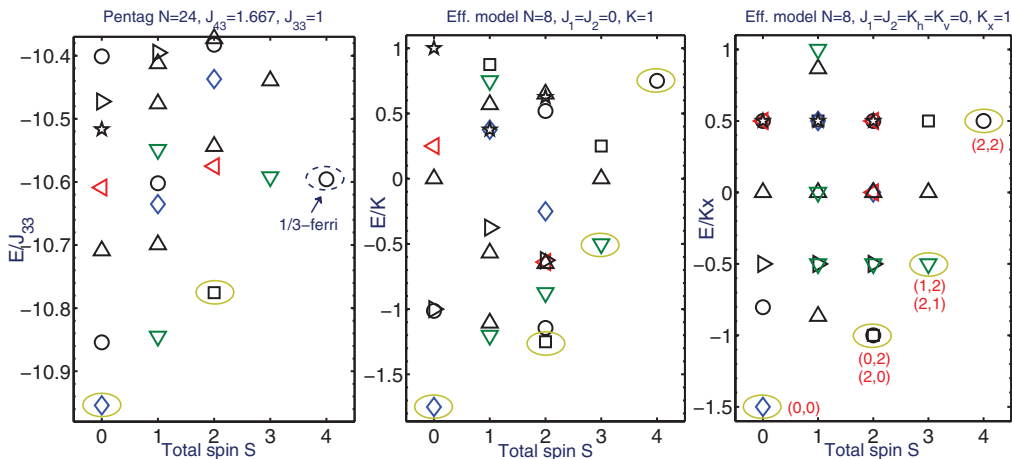 Pentag N=24, J43=1.667, J33=1
E/J33
−10.4
−10.5
−10.6
−10.7
−10.8
−10.9
1/3−ferri
0 1 2 3 4
Total spin S
Eff. model N=8, J1=J2=0, K=1
E/K
1
0.5
0
−0.5
−1
−1.5
0 1 2 3 4
Total spin S
Eff. model N=8, J1=J2=Kh=Kv=0, Kx=1
E/Kx
1
0.5
0
−0.5
−1
−1.5
(2,2)
(1,2)
(2,1)
(0,2)
(2,0)
(0,0)
0 1 2 3 4
Total spin S